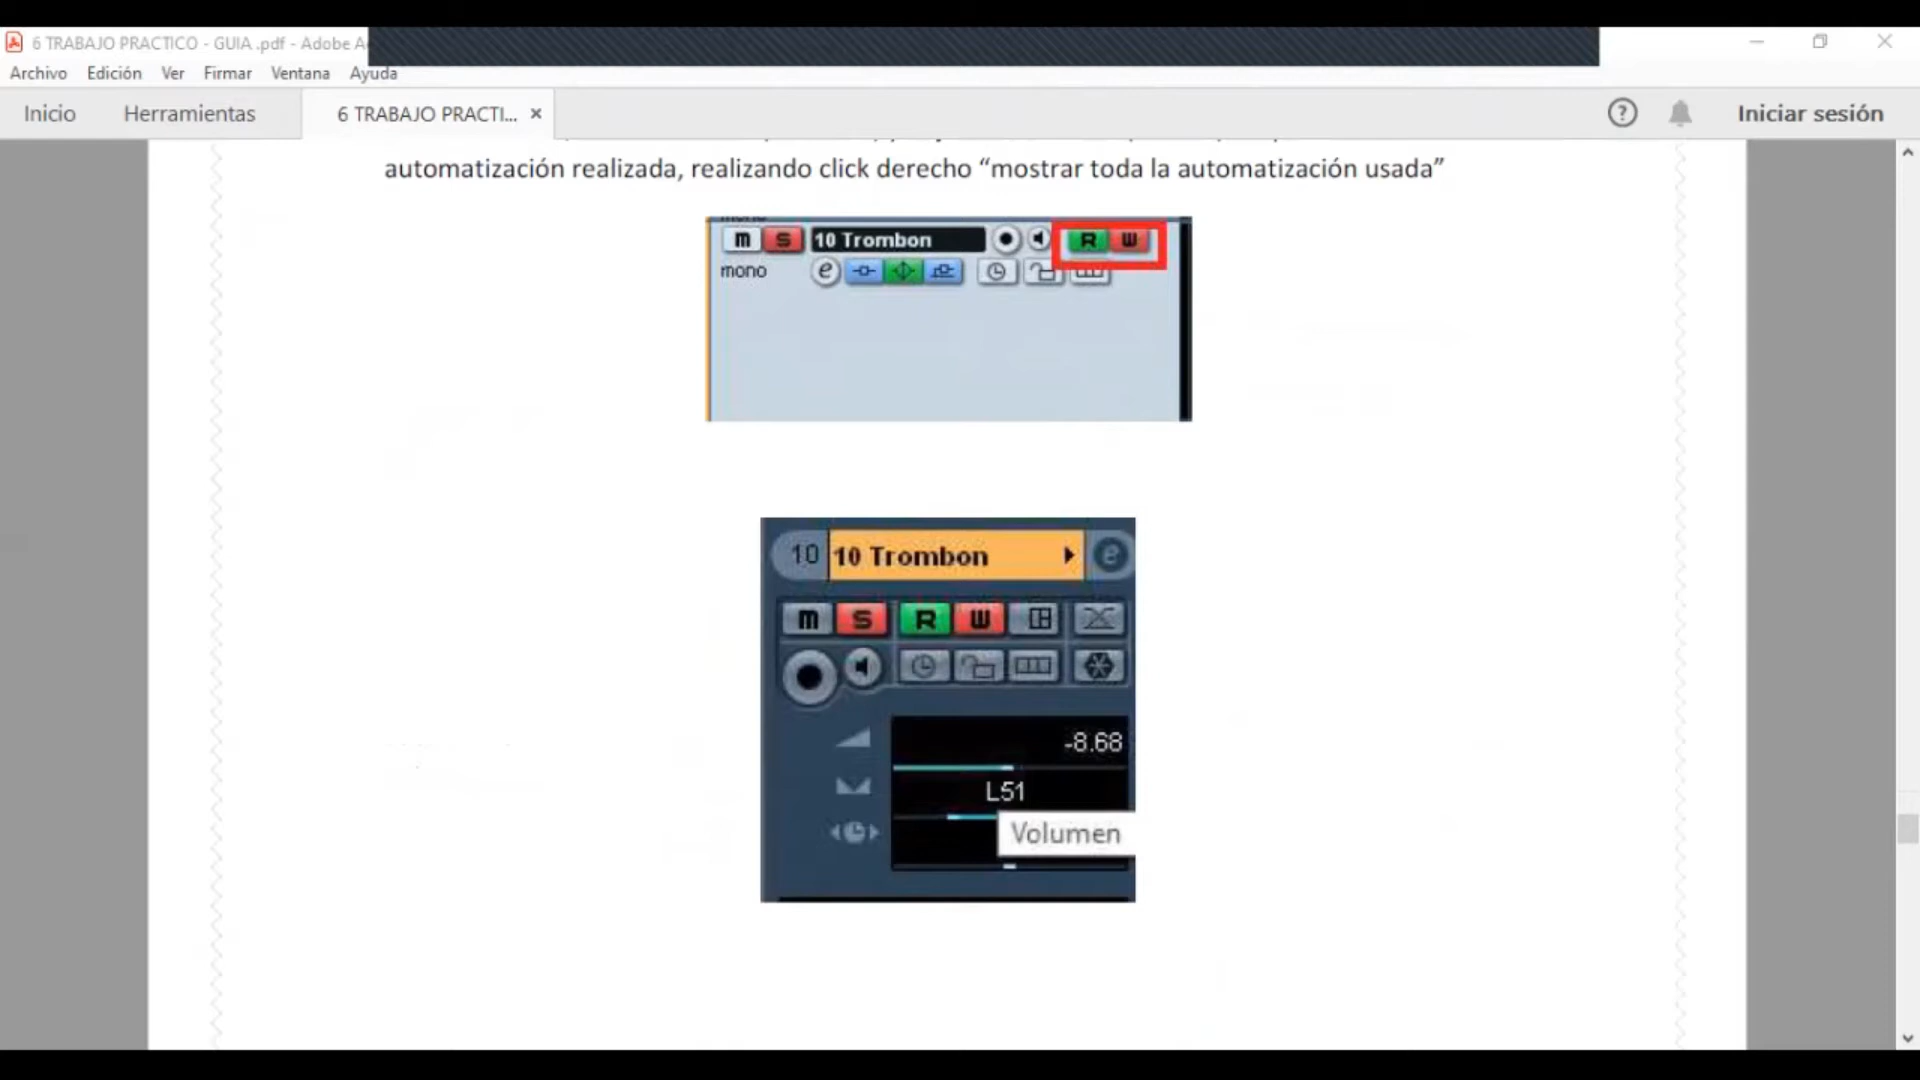 6 TRABAJO PRACTICO - GUIA .pdf - Adobe A
Archivo Edición Ver Firmar Ventana Ayuda
Inicio Herramientas 6 TRABAJO PRACTI... × Iniciar sesión
automatización realizada, realizando click derecho “mostrar toda la automatización usada”
m S 10 Trombon R W
mono e
10 10 Trombon e
m S R W
-8.68
L51
Volumen